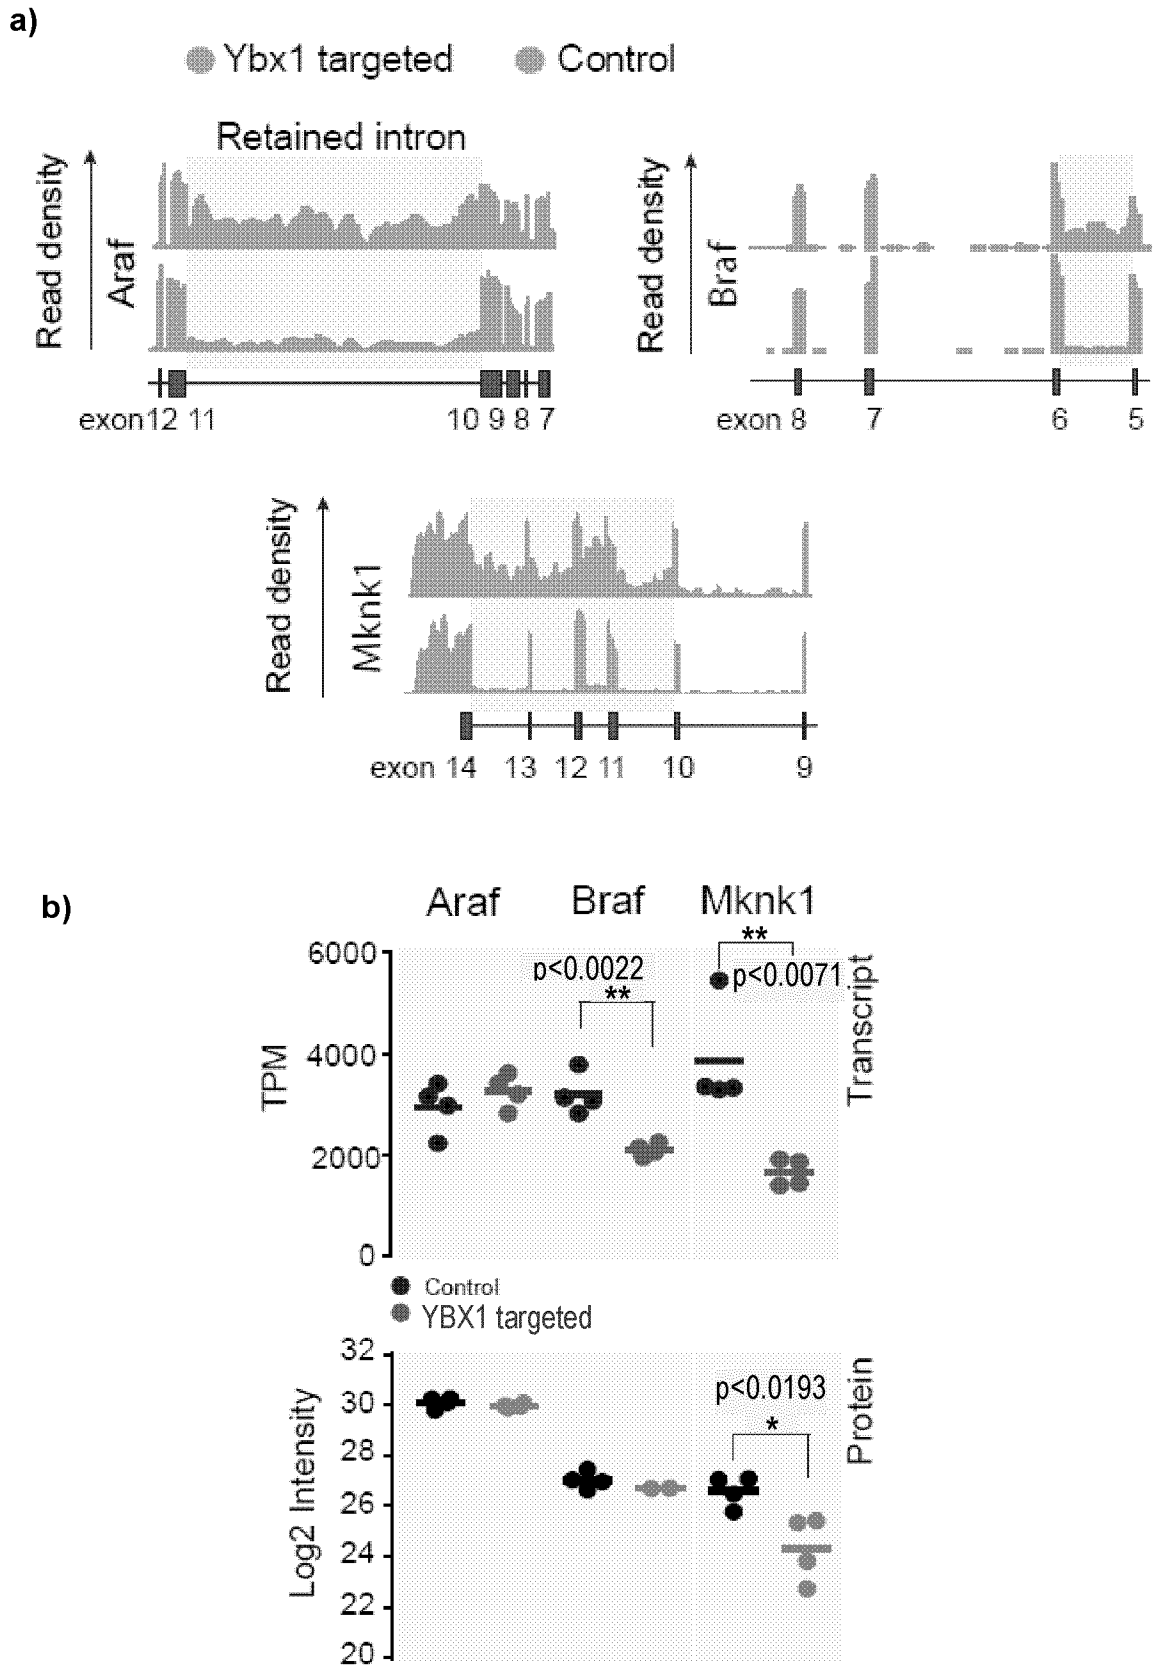 a)
Ybx1 targeted Control
Retained intron
Read density
Araf
exon 12 11 10 9 8 7
Read density
Braf
exon 8 7 6 5
Read density
Mknk1
exon 14 13 12 11 10 9
b)
Araf Braf Mknk1
**
6000
p<0.0022
p<0.0071
**
4000
2000
0
TPM
Transcript
Control
YBX1 targeted
32
p<0.0193
30
*
28
26
24
22
20
Log2 Intensity
Protein